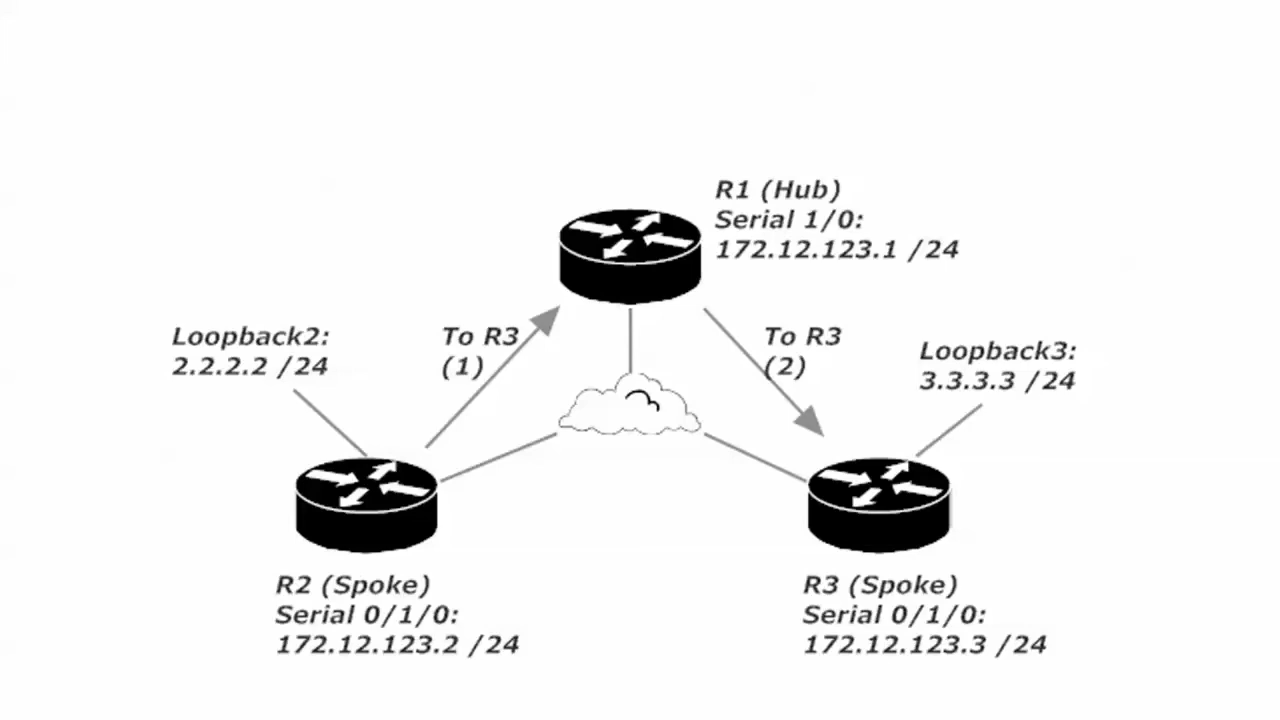 R1 (Hub)
Serial 1/0:
172.12.123.1 /24
Loopback2:
2.2.2.2 /24
To R3
(1)
To R3
(2)
Loopback3:
3.3.3.3 /24
R2 (Spoke)
Serial 0/1/0:
172.12.123.2 /24
R3 (Spoke)
Serial 0/1/0:
172.12.123.3 /24